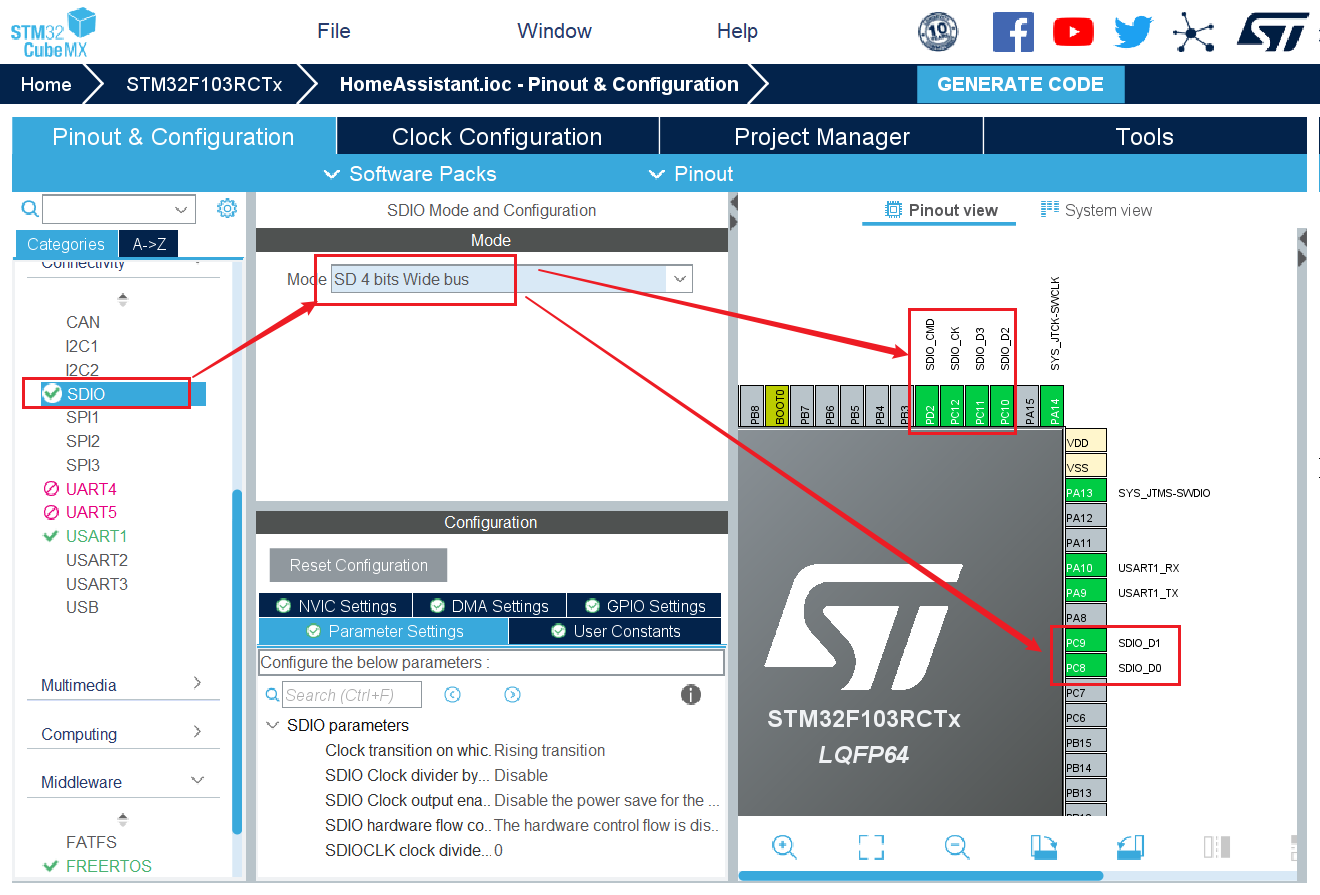 STM32
CubeMX
File
Window
Help
10
Home
STM32F103RCTx
HomeAssistant.ioc - Pinout & Configuration
GENERATE CODE
Pinout & Configuration
Clock Configuration
Project Manager
Tools
Software Packs
Pinout
Categories
A->Z
Connectivity
CAN
I2C1
I2C2
SDIO
SPI1
SPI2
SPI3
UART4
UART5
USART1
USART2
USART3
USB
Multimedia
Computing
Middleware
FATFS
FREERTOS
SDIO Mode and Configuration
Mode
Mode SD 4 bits Wide bus
Configuration
Reset Configuration
NVIC Settings
DMA Settings
GPIO Settings
Parameter Settings
User Constants
Configure the below parameters :
Search (Ctrl+F)
SDIO parameters
Clock transition on whic. Rising transition
SDIO Clock divider by... Disable
SDIO Clock output ena.. Disable the power save for the ...
SDIO hardware flow co.. The hardware control flow is dis..
SDIOCLK clock divide... 0
Pinout view
System view
SDIO_CMD
SDIO_CK
SDIO_D3
SDIO_D2
SYS_JTCK-SWCLK
PB8
BOOT0
PB7
PB6
PB5
PB4
PB3
PD2
PC12
PC11
PC10
PA15
PA14
VDD
VSS
PA13 SYS_JTMS-SWDIO
PA12
PA11
PA10 USART1_RX
PA9 USART1_TX
PA8
PC9 SDIO_D1
PC8 SDIO_D0
PC7
PC6
PB15
PB14
PB13
STM32F103RCTx
LQFP64